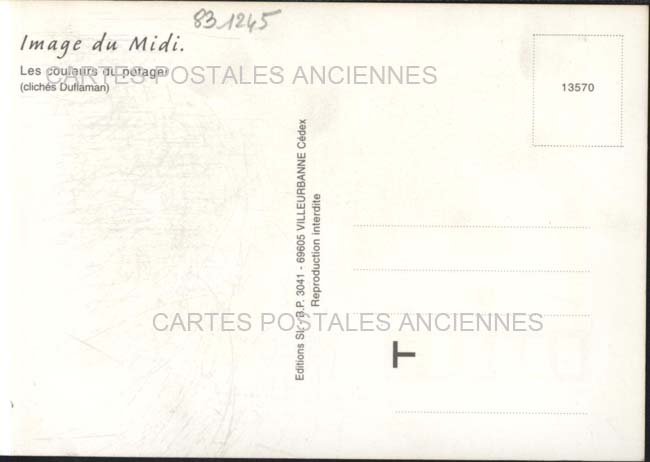 83 1245
Image du Midi.
Les couleurs du potager
(clichés Duflaman)
CARTES POSTALES ANCIENNES
13570
Editions SL - B.P. 3041 - 69605 VILLEURBANNE Cédex
Reproduction interdite
CARTES POSTALES ANCIENNES
T